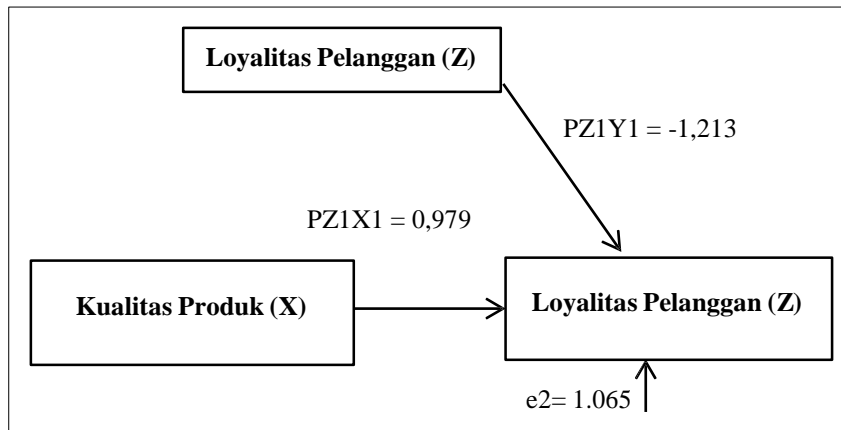 Loyalitas Pelanggan (Z)
PZ1Y1 = -1,213
PZ1X1 = 0,979
Kualitas Produk (X)
Loyalitas Pelanggan (Z)
e2= 1.065